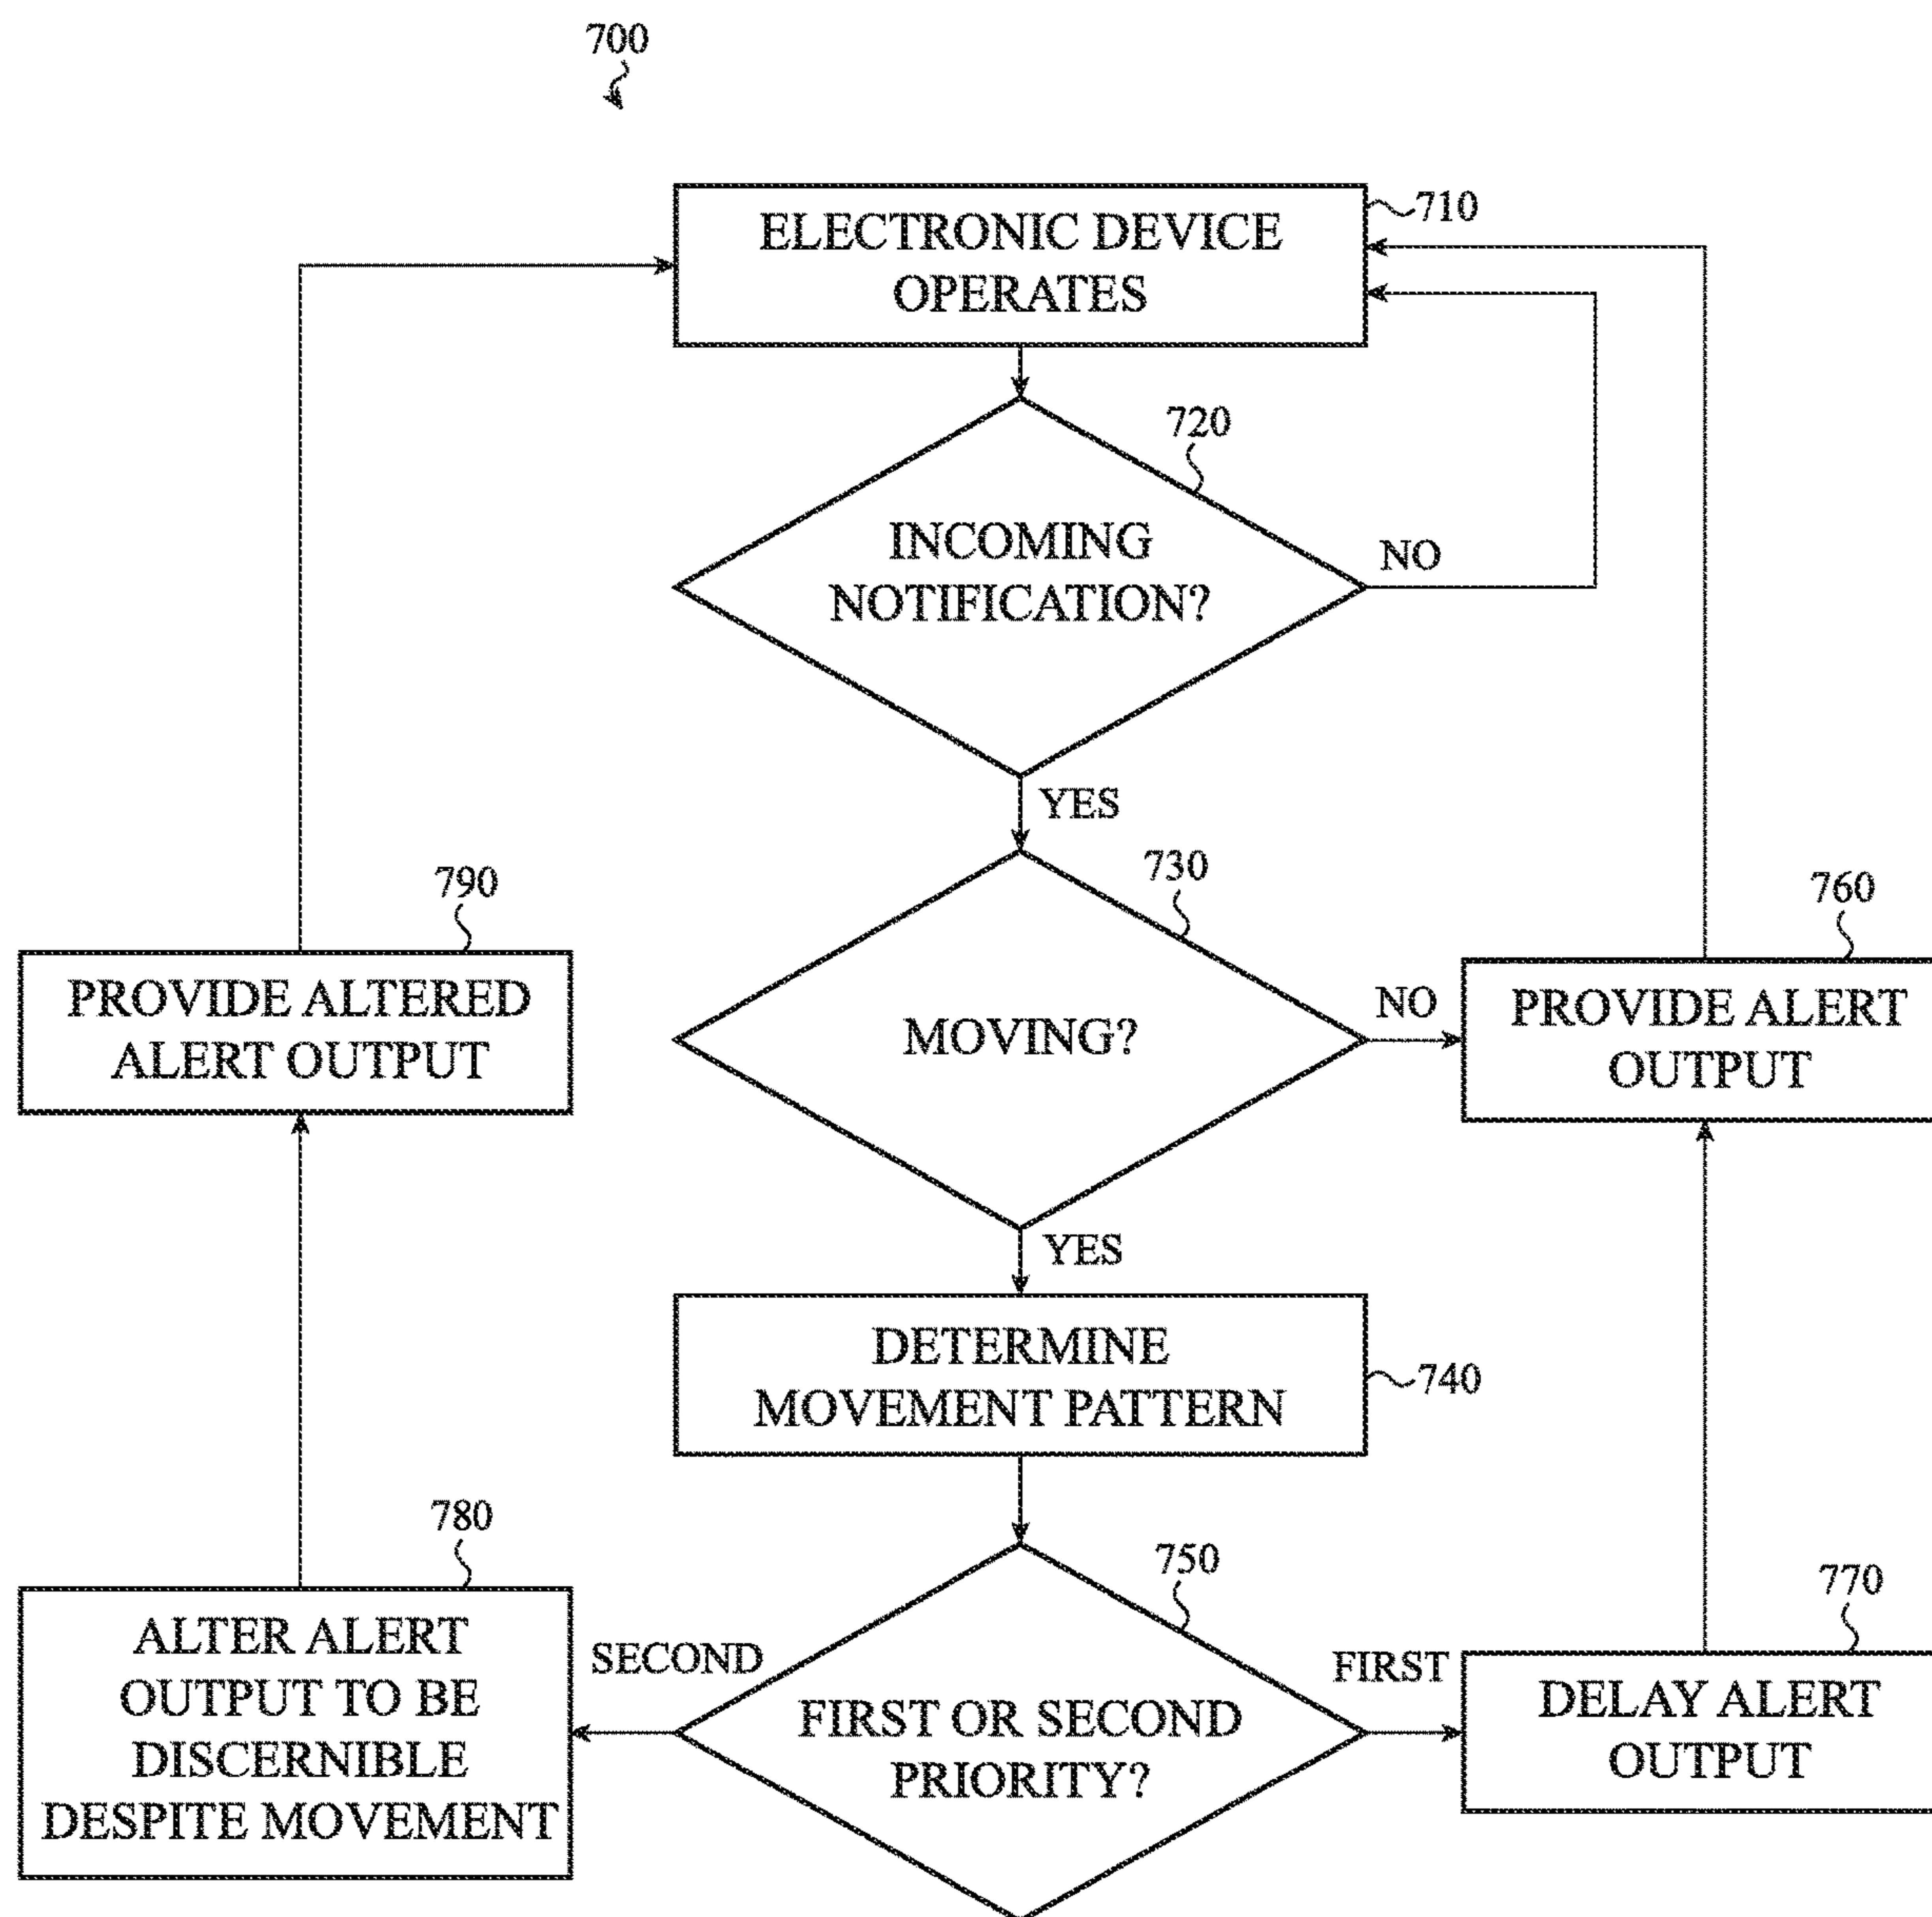 700
ELECTRONIC DEVICE
OPERATES
710
720
INCOMING
NOTIFICATION?
NO
YES
730
MOVING?
NO
YES
790
PROVIDE ALTERED
ALERT OUTPUT
760
PROVIDE ALERT
OUTPUT
DETERMINE
MOVEMENT PATTERN
740
780
ALTER ALERT
OUTPUT TO BE
DISCERNIBLE
DESPITE MOVEMENT
SECOND
750
FIRST OR SECOND
PRIORITY?
FIRST
770
DELAY ALERT
OUTPUT